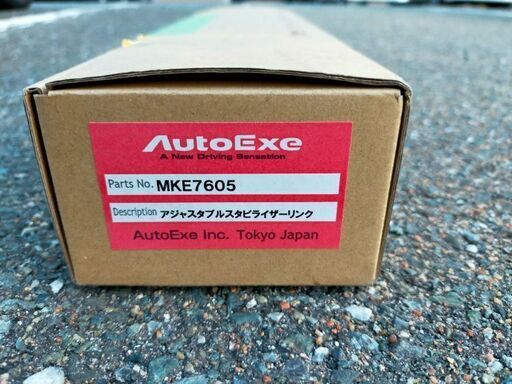 AutoExe
A New Driving Sensation
Parts No. MKE7605
Description アジャスタブルスタビライザーリンク
AutoExe Inc. Tokyo Japan